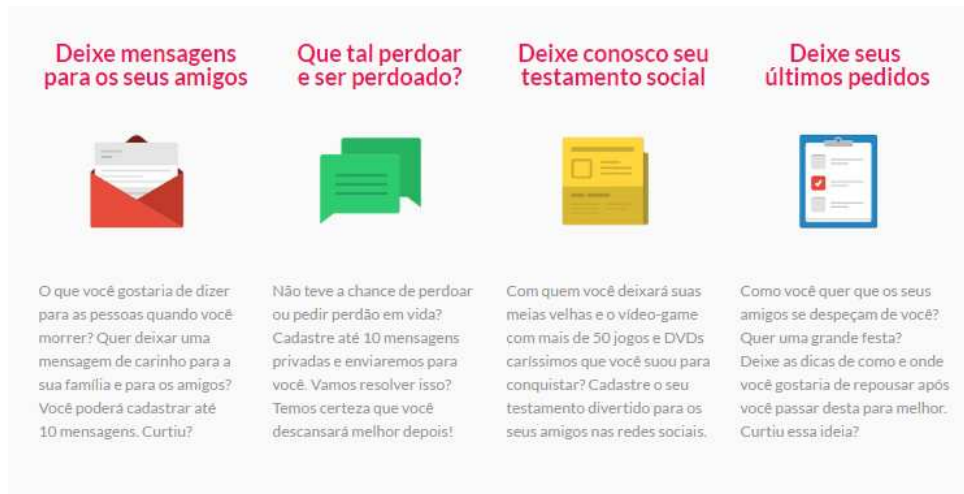 Deixe mensagens
para os seus amigos
O que você gostaria de dizer
para as pessoas quando você
morrer? Quer deixar uma
mensagem de carinho para a
sua família e para os amigos?
Você poderá cadastrar até
10 mensagens. Curtiu?
Que tal perdoar
e ser perdoado?
Não teve a chance de perdoar
ou pedir perdão em vida?
Cadastre até 10 mensagens
privadas e enviaremos para
você. Vamos resolver isso?
Temos certeza que você
descansará melhor depois!
Deixe conosco seu
testamento social
Com quem você deixará suas
meias velhas e o vídeo-game
com mais de 50 jogos e DVDs
caríssimos que você suou para
conquistar? Cadastre o seu
testamento divertido para os
seus amigos nas redes sociais.
Deixe seus
últimos pedidos
Como você quer que os seus
amigos se despeçam de você?
Quer uma grande festa?
Deixe as dicas de como e onde
você gostaria de repousar após
você passar desta para melhor.
Curtiu essa ideia?